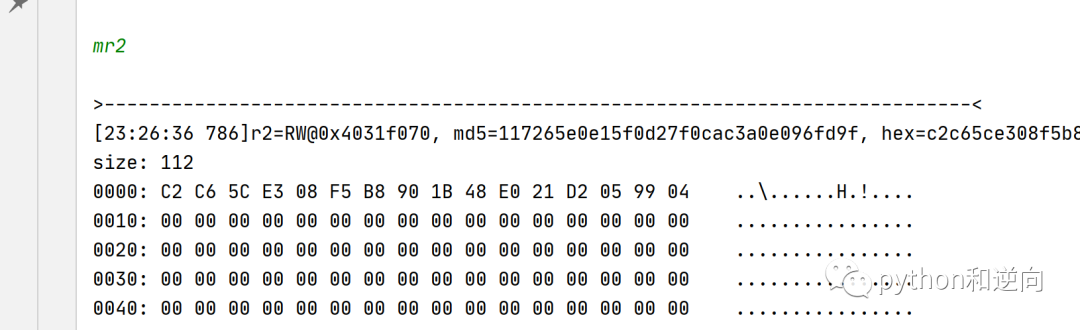 mr2
>-----------------------------------------------------------------------------<
[23:26:36 786]r2=RW@0x4031f070, md5=117265e0e15f0d27f0cac3a0e096fd9f, hex=c2c65ce308f5b8
size: 112
0000: C2 C6 5C E3 08 F5 B8 90 1B 48 E0 21 D2 05 99 04    ..\......H.!....
0010: 00 00 00 00 00 00 00 00 00 00 00 00 00 00 00 00    ................
0020: 00 00 00 00 00 00 00 00 00 00 00 00 00 00 00 00    ................
0030: 00 00 00 00 00 00 00 00 00 00 00 00 00 00 00 00    ................
0040: 00 00 00 00 00 00 00 00 00 00 00 00 00 00 00 00    ................
python和逆向